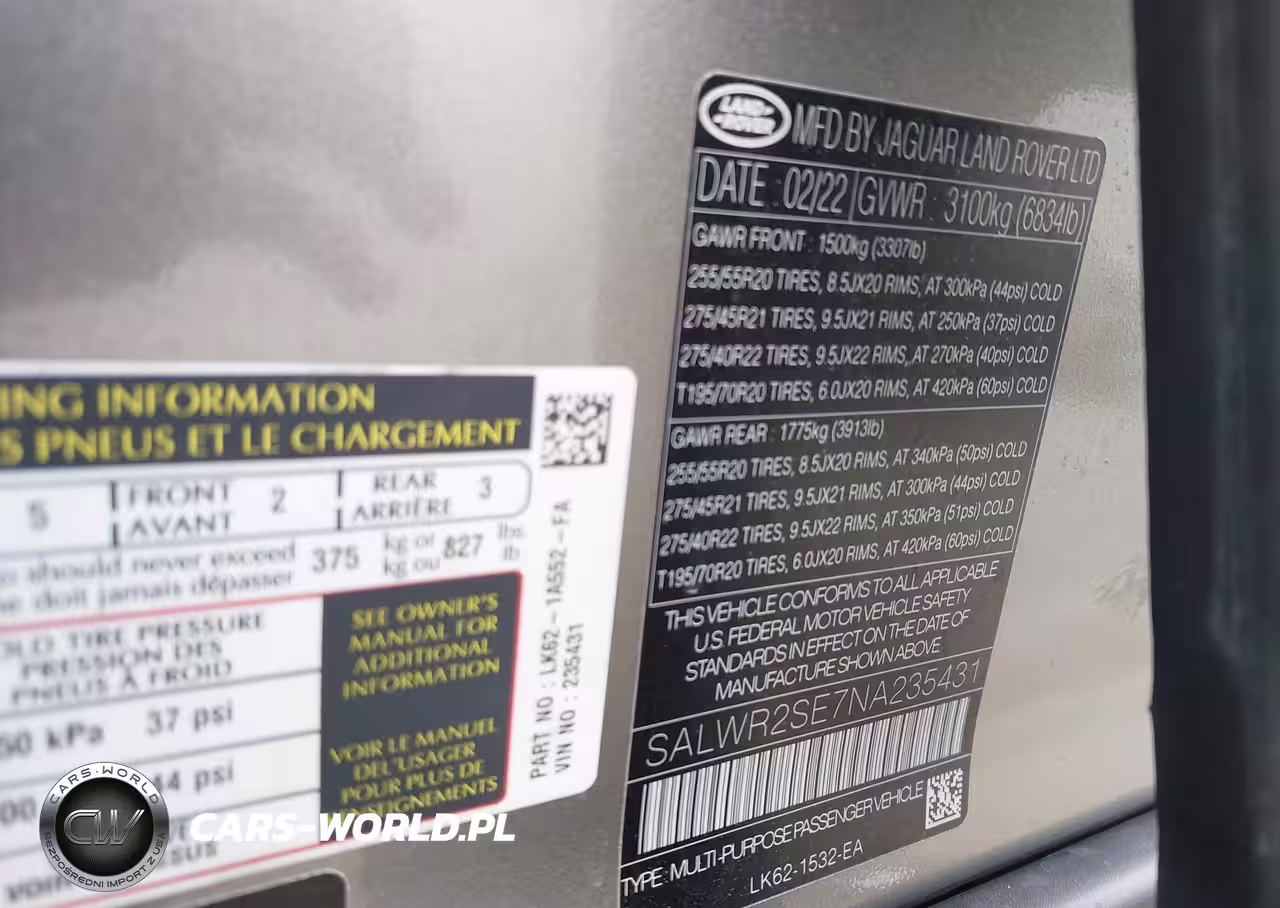 LAND-
-ROVER
MFD BY JAGUAR LAND ROVER LTD
DATE : 02/22 GVWR : 3100kg (6834lb)
GAWR FRONT : 1500kg (3307lb)
255/55R20 TIRES, 8.5JX20 RIMS, AT 300kPa (44psi) COLD
275/45R21 TIRES, 9.5JX21 RIMS, AT 250kPa (37psi) COLD
275/40R22 TIRES, 9.5JX22 RIMS, AT 270kPa (40psi) COLD
T195/70R20 TIRES, 6.0JX20 RIMS, AT 420kPa (60psi) COLD
GAWR REAR : 1775kg (3913lb)
255/55R20 TIRES, 8.5JX20 RIMS, AT 340kPa (50psi) COLD
275/45R21 TIRES, 9.5JX21 RIMS, AT 300kPa (44psi) COLD
275/40R22 TIRES, 9.5JX22 RIMS, AT 350kPa (51psi) COLD
T195/70R20 TIRES, 6.0JX20 RIMS, AT 420kPa (60psi) COLD
THIS VEHICLE CONFORMS TO ALL APPLICABLE
U.S. FEDERAL MOTOR VEHICLE SAFETY
STANDARDS IN EFFECT ON THE DATE OF
MANUFACTURE SHOWN ABOVE
SALWR2SE7NA235431
TYPE : MULTI-PURPOSE PASSENGER VEHICLE
LK62-1532-EA
ING INFORMATION
S PNEUS ET LE CHARGEMENT
5 FRONT 2 REAR 3
AVANT ARRIÈRE
should never exceed 375 kg or 827 lbs.
doit jamais dépasser kg ou lb.
OLD TIRE PRESSURE
PRESSION DES
PNEUS À FROID
50 kPa 37 psi
00 44 psi
SEE OWNER'S
MANUAL FOR
ADDITIONAL
INFORMATION
VOIR LE MANUEL
DE L'USAGER
POUR PLUS DE
ENSEIGNEMENTS
PART NO : LK62-1A552-FA
VIN NO : 235431
CARS-WORLD
CW
BEZPOŚREDNI IMPORT Z USA
CARS-WORLD.PL